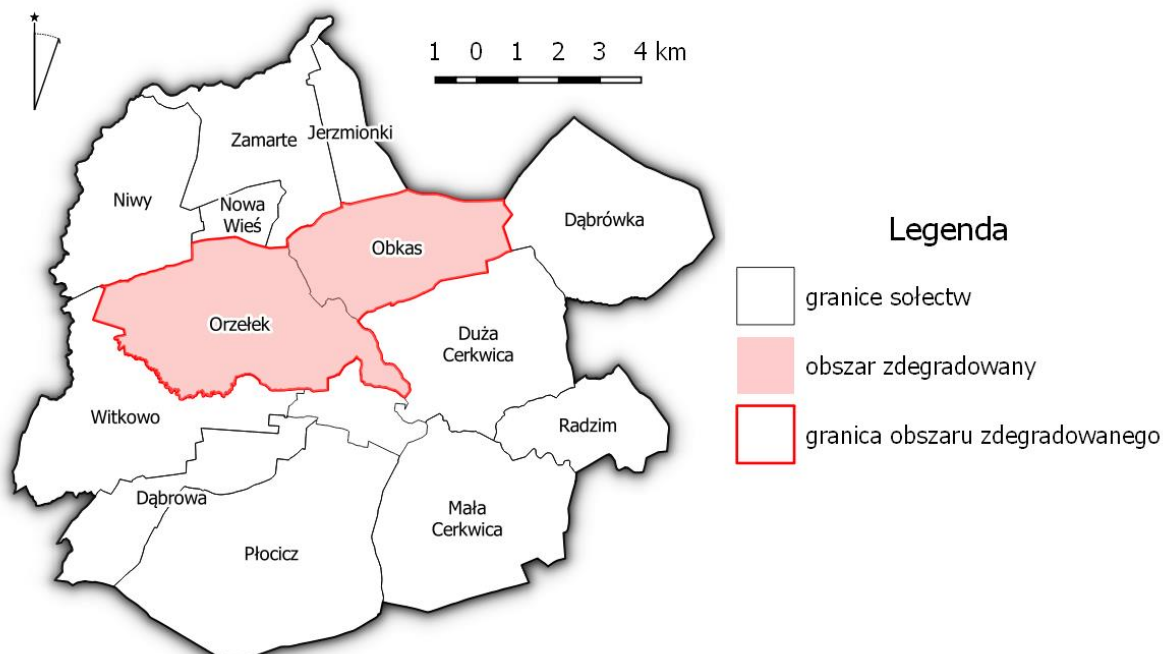 1 0 1 2 3 4 km
Zamarte
Jerzmionki
Niwy
Nowa
Wieś
Dąbrówka
Obkas
Orzełek
Duża
Cerkwica
Witkowo
Radzim
Dąbrowa
Mała
Cerkwica
Płocicz
Legenda
granice sołectw
obszar zdegradowany
granica obszaru zdegradowanego